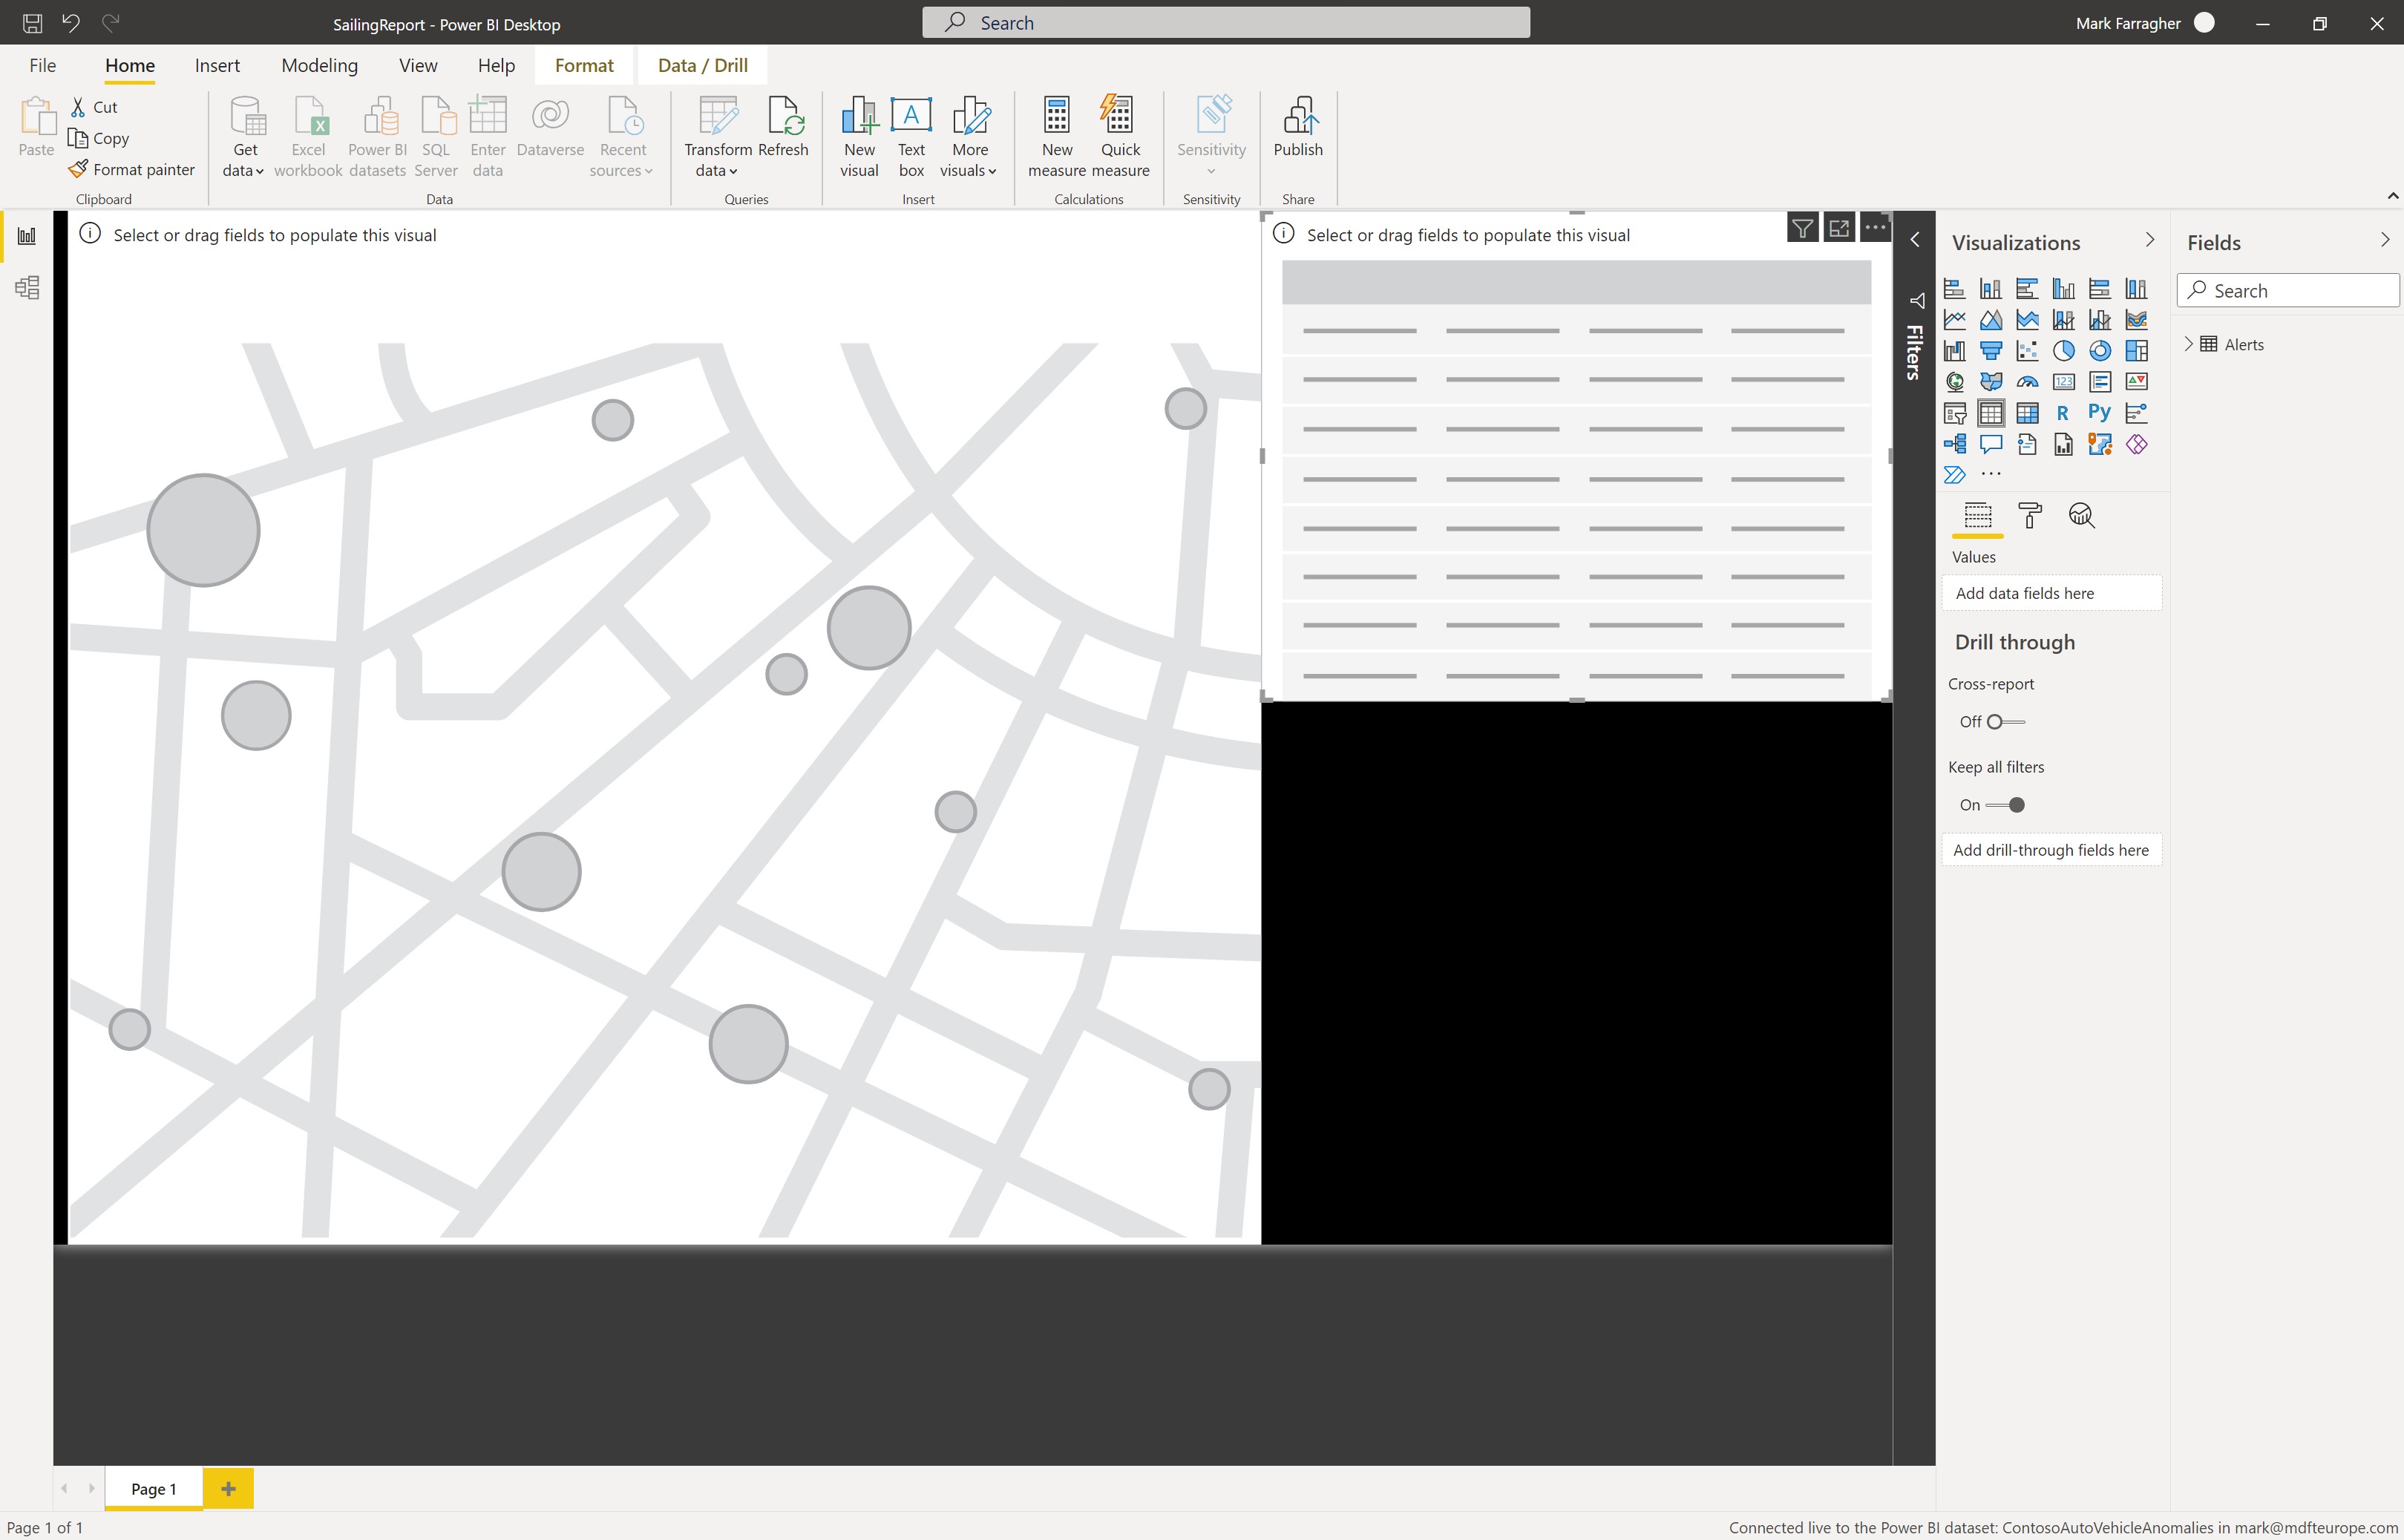 SailingReport - Power BI Desktop
Search
Mark Farragher
File
Home
Insert
Modeling
View
Help
Format
Data / Drill
Paste
Cut
Copy
Format painter
Clipboard
Get
data
Excel
workbook
Power BI
datasets
SQL
Server
Enter
data
Dataverse
Recent
sources
Data
Transform
data
Refresh
Queries
New
visual
A
Text
box
More
visuals
Insert
New
measure
Quick
measure
Calculations
Sensitivity
Sensitivity
Publish
Share
Select or drag fields to populate this visual
Select or drag fields to populate this visual
Filters
Visualizations
123
R
Py
Values
Add data fields here
Drill through
Cross-report
Off
Keep all filters
On
Add drill-through fields here
Fields
Search
Alerts
Page 1
Page 1 of 1
Connected live to the Power BI dataset: ContosoAutoVehicleAnomalies in mark@mdfteurope.com